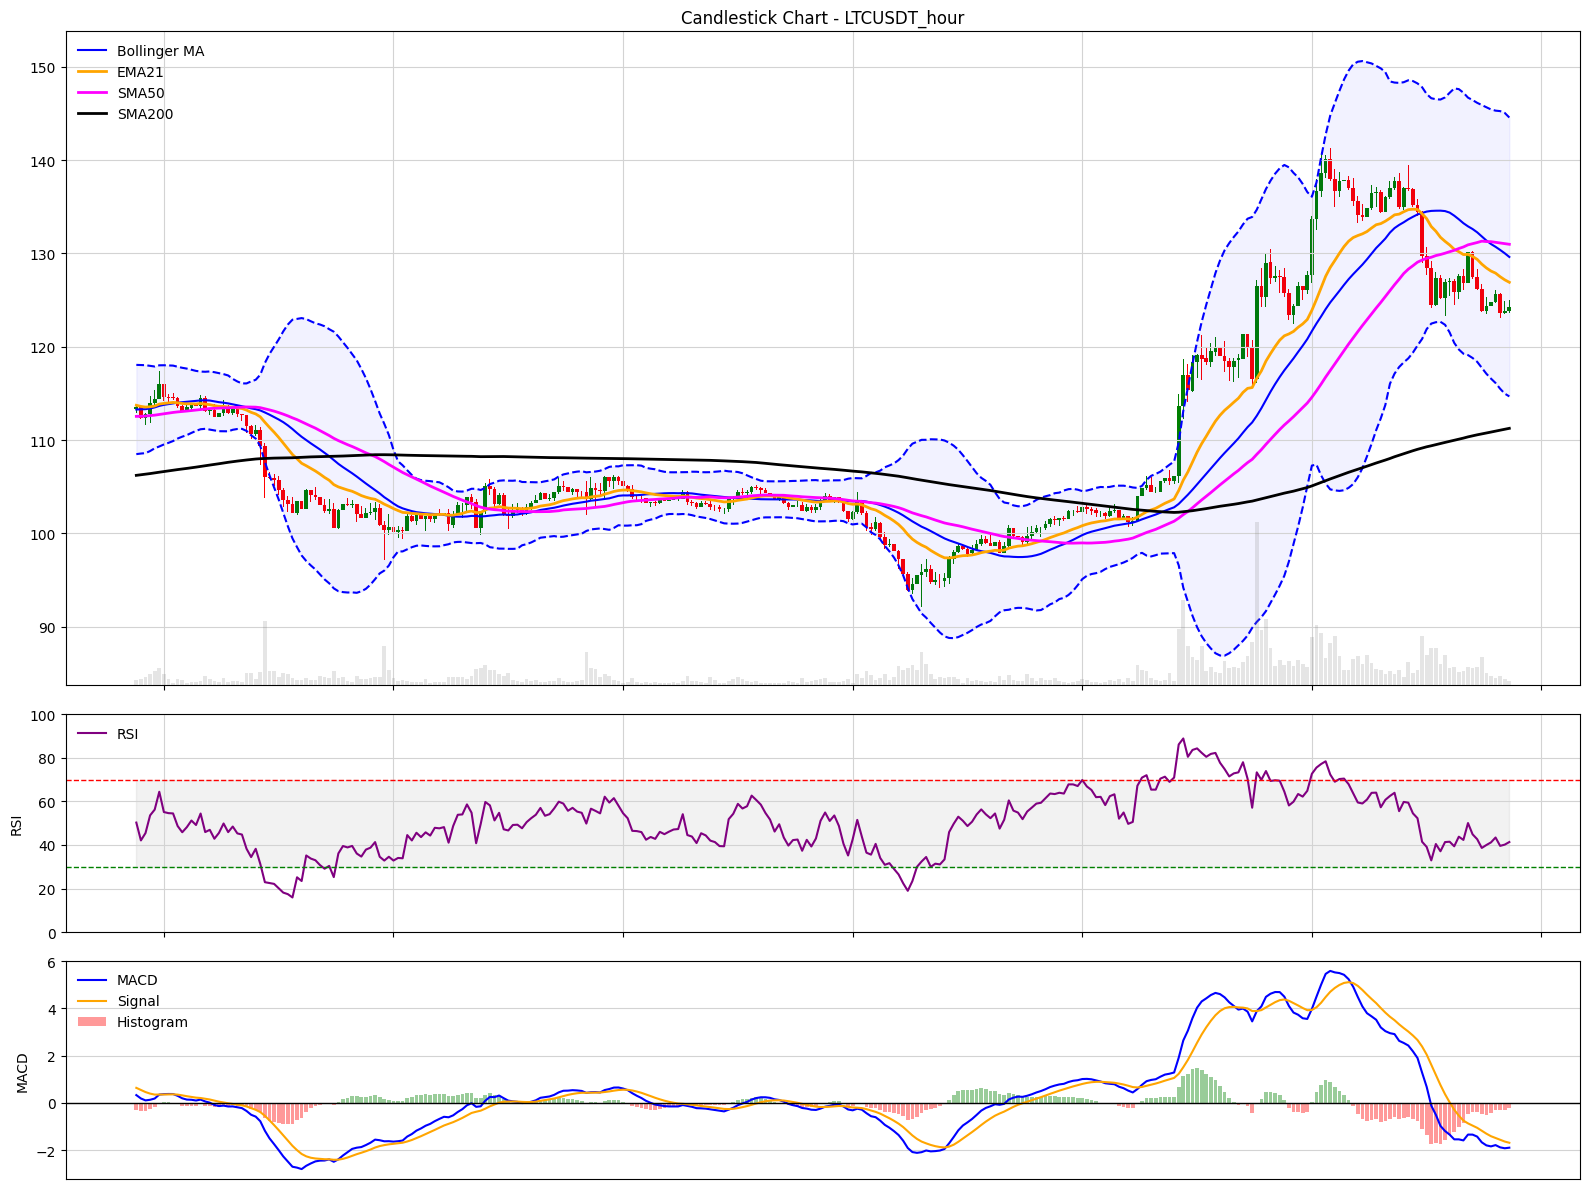 Candlestick Chart - LTCUSDT_hour
Bollinger MA
EMA21
SMA50
SMA200
150
140
130
120
110
100
90
RSI
100
80
60
40
20
0
RSI
MACD
Signal
Histogram
6
4
2
0
−2
MACD